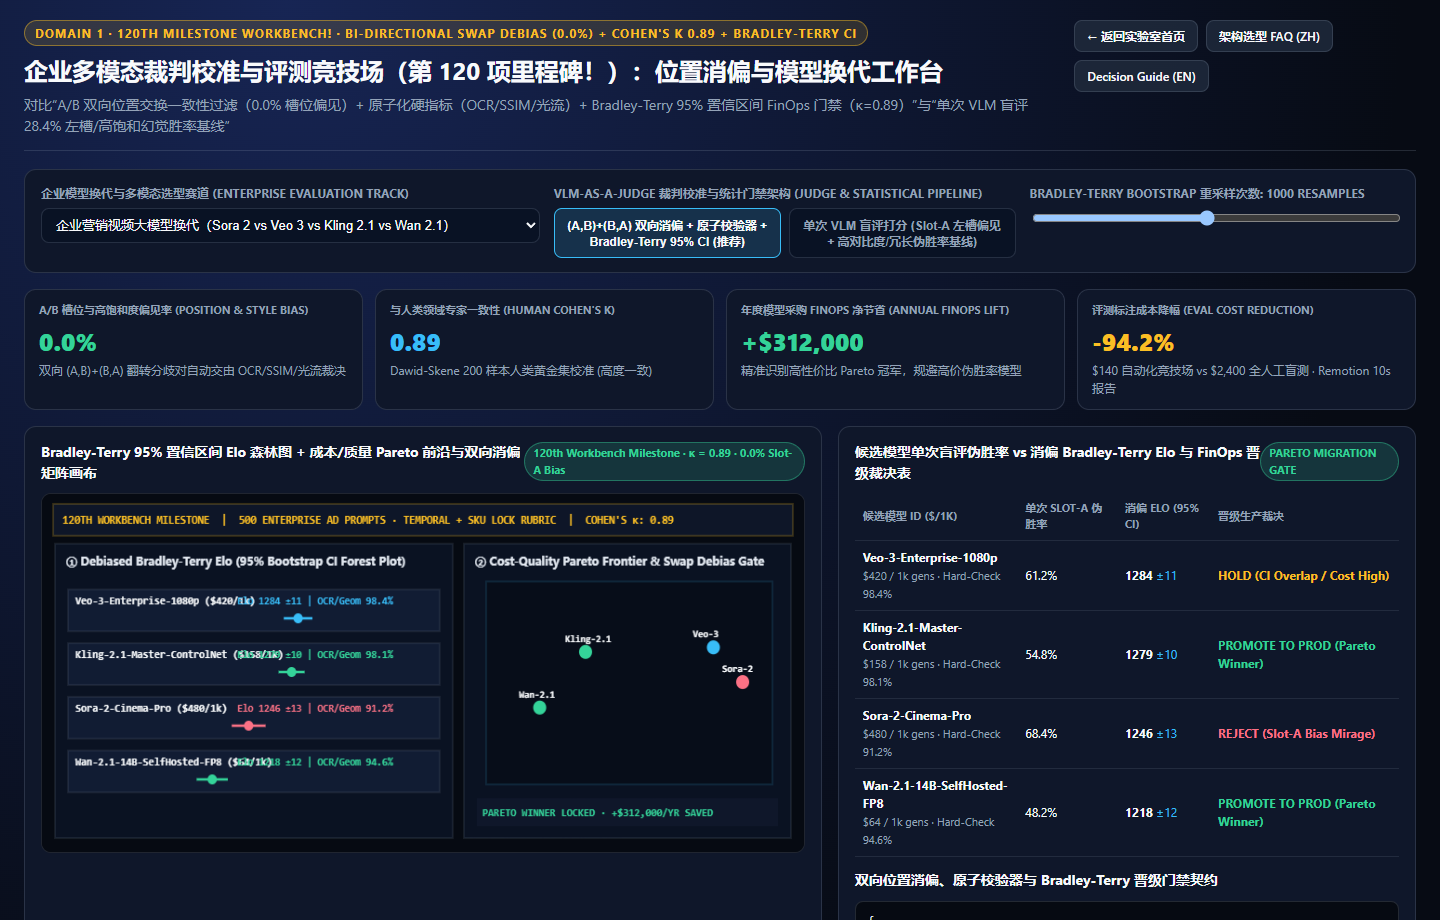 DOMAIN 1 · 120TH MILESTONE WORKBENCH! · BI-DIRECTIONAL SWAP DEBIAS (0.0%) + COHEN'S K 0.89 + BRADLEY-TERRY CI
← 返回实验室首页
架构选型 FAQ (ZH)
Decision Guide (EN)
企业多模态裁判校准与评测竞技场（第 120 项里程碑！）：位置消偏与模型换代工作台
对比“A/B 双向位置交换一致性过滤（0.0% 槽位偏见）+ 原子化硬指标（OCR/SSIM/光流）+ Bradley-Terry 95% 置信区间 FinOps 门禁（κ=0.89）”与“单次 VLM 盲评
28.4% 左槽/高饱和幻觉胜率基线”
企业模型换代与多模态选型赛道 (ENTERPRISE EVALUATION TRACK)
企业营销视频大模型换代（Sora 2 vs Veo 3 vs Kling 2.1 vs Wan 2.1）
VLM-AS-A-JUDGE 裁判校准与统计门禁架构 (JUDGE & STATISTICAL PIPELINE)
(A,B)+(B,A) 双向消偏 + 原子校验器 +
Bradley-Terry 95% CI (推荐)
单次 VLM 盲评打分 (Slot-A 左槽偏见
+ 高对比度/冗长伪胜率基线)
BRADLEY-TERRY BOOTSTRAP 重采样次数: 1000 RESAMPLES
A/B 槽位与高饱和度偏见率 (POSITION & STYLE BIAS)
0.0%
双向 (A,B)+(B,A) 翻转分歧对自动交由 OCR/SSIM/光流裁决
与人类领域专家一致性 (HUMAN COHEN'S K)
0.89
Dawid-Skene 200 样本人类黄金集校准 (高度一致)
年度模型采购 FINOPS 净节省 (ANNUAL FINOPS LIFT)
+$312,000
精准识别高性价比 Pareto 冠军，规避高价伪胜率模型
评测标注成本降幅 (EVAL COST REDUCTION)
-94.2%
$140 自动化竞技场 vs $2,400 全人工盲测 · Remotion 10s
报告
Bradley-Terry 95% 置信区间 Elo 森林图 + 成本/质量 Pareto 前沿与双向消偏
矩阵画布
120th Workbench Milestone · κ = 0.89 · 0.0% Slot-
A Bias
120TH WORKBENCH MILESTONE | 500 ENTERPRISE AD PROMPTS · TEMPORAL + SKU LOCK RUBRIC | COHEN'S κ: 0.89
① Debiased Bradley-Terry Elo (95% Bootstrap CI Forest Plot)
Veo-3-Enterprise-1080p ($420/1k) 1284 ±11 | OCR/Geom 98.4%
Kling-2.1-Master-ControlNet ($158/1k) ±10 | OCR/Geom 98.1%
Sora-2-Cinema-Pro ($480/1k) Elo 1246 ±13 | OCR/Geom 91.2%
Wan-2.1-14B-SelfHosted-FP8 ($64/1k) ±12 | OCR/Geom 94.6%
② Cost-Quality Pareto Frontier & Swap Debias Gate
Kling-2.1
Veo-3
Sora-2
Wan-2.1
PARETO WINNER LOCKED · +$312,000/YR SAVED
候选模型单次盲评伪胜率 vs 消偏 Bradley-Terry Elo 与 FinOps 晋
级裁决表
PARETO MIGRATION
GATE
候选模型 ID ($/1K)
单次 SLOT-A 伪
胜率
消偏 ELO (95%
CI)
晋级生产裁决
Veo-3-Enterprise-1080p
$420 / 1k gens · Hard-Check
98.4%
61.2%
1284 ±11
HOLD (CI Overlap / Cost High)
Kling-2.1-Master-
ControlNet
$158 / 1k gens · Hard-Check
98.1%
54.8%
1279 ±10
PROMOTE TO PROD (Pareto
Winner)
Sora-2-Cinema-Pro
$480 / 1k gens · Hard-Check
91.2%
68.4%
1246 ±13
REJECT (Slot-A Bias Mirage)
Wan-2.1-14B-SelfHosted-
FP8
$64 / 1k gens · Hard-Check
94.6%
48.2%
1218 ±12
PROMOTE TO PROD (Pareto
Winner)
双向位置消偏、原子校验器与 Bradley-Terry 晋级门禁契约
{